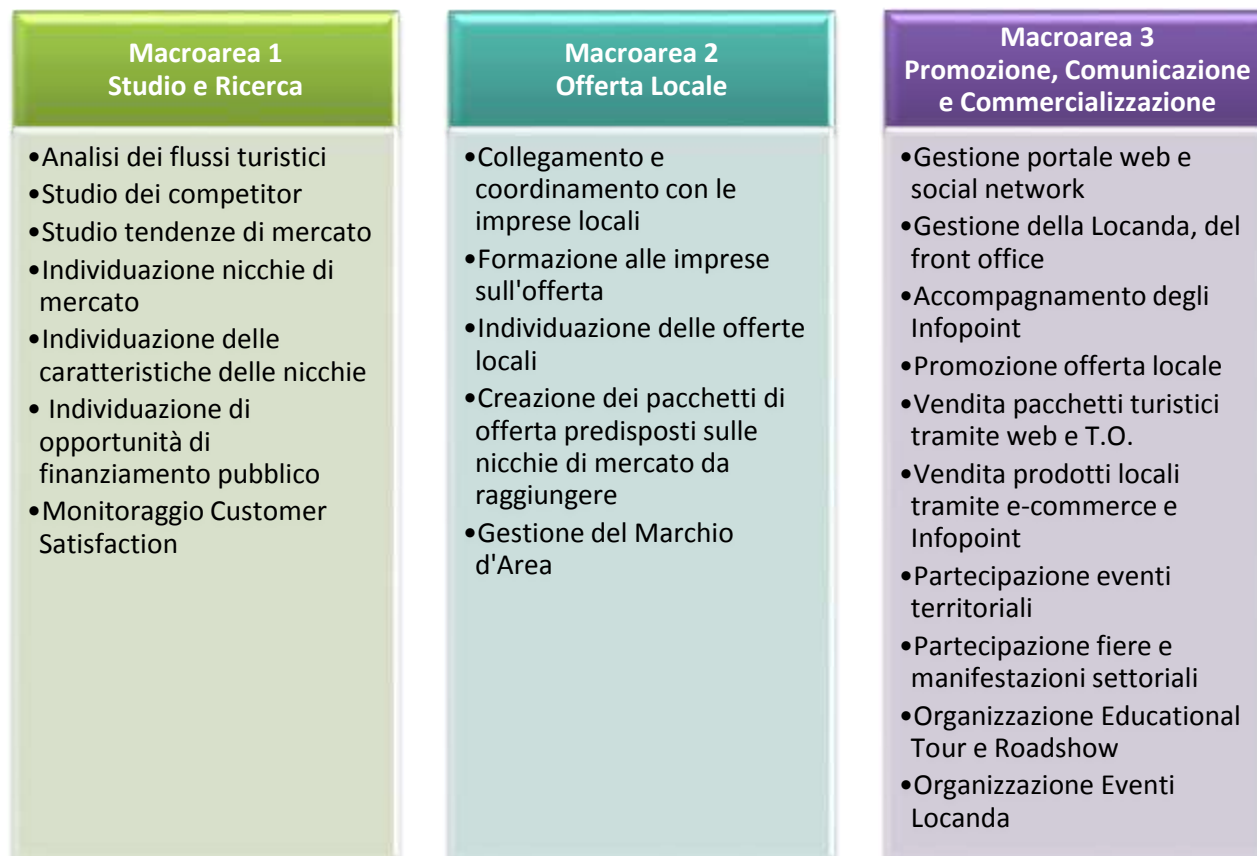 Macroarea 1
Studio e Ricerca
•Analisi dei flussi turistici
•Studio dei competitor
•Studio tendenze di mercato
•Individuazione nicchie di
mercato
•Individuazione delle
caratteristiche delle nicchie
• Individuazione di
opportunità di
finanziamento pubblico
•Monitoraggio Customer
Satisfaction
Macroarea 2
Offerta Locale
•Collegamento e
coordinamento con le
imprese locali
•Formazione alle imprese
sull'offerta
•Individuazione delle offerte
locali
•Creazione dei pacchetti di
offerta predisposti sulle
nicchie di mercato da
raggiungere
•Gestione del Marchio
d'Area
Macroarea 3
Promozione, Comunicazione
e Commercializzazione
•Gestione portale web e
social network
•Gestione della Locanda, del
front office
•Accompagnamento degli
Infopoint
•Promozione offerta locale
•Vendita pacchetti turistici
tramite web e T.O.
•Vendita prodotti locali
tramite e-commerce e
Infopoint
•Partecipazione eventi
territoriali
•Partecipazione fiere e
manifestazioni settoriali
•Organizzazione Educational
Tour e Roadshow
•Organizzazione Eventi
Locanda